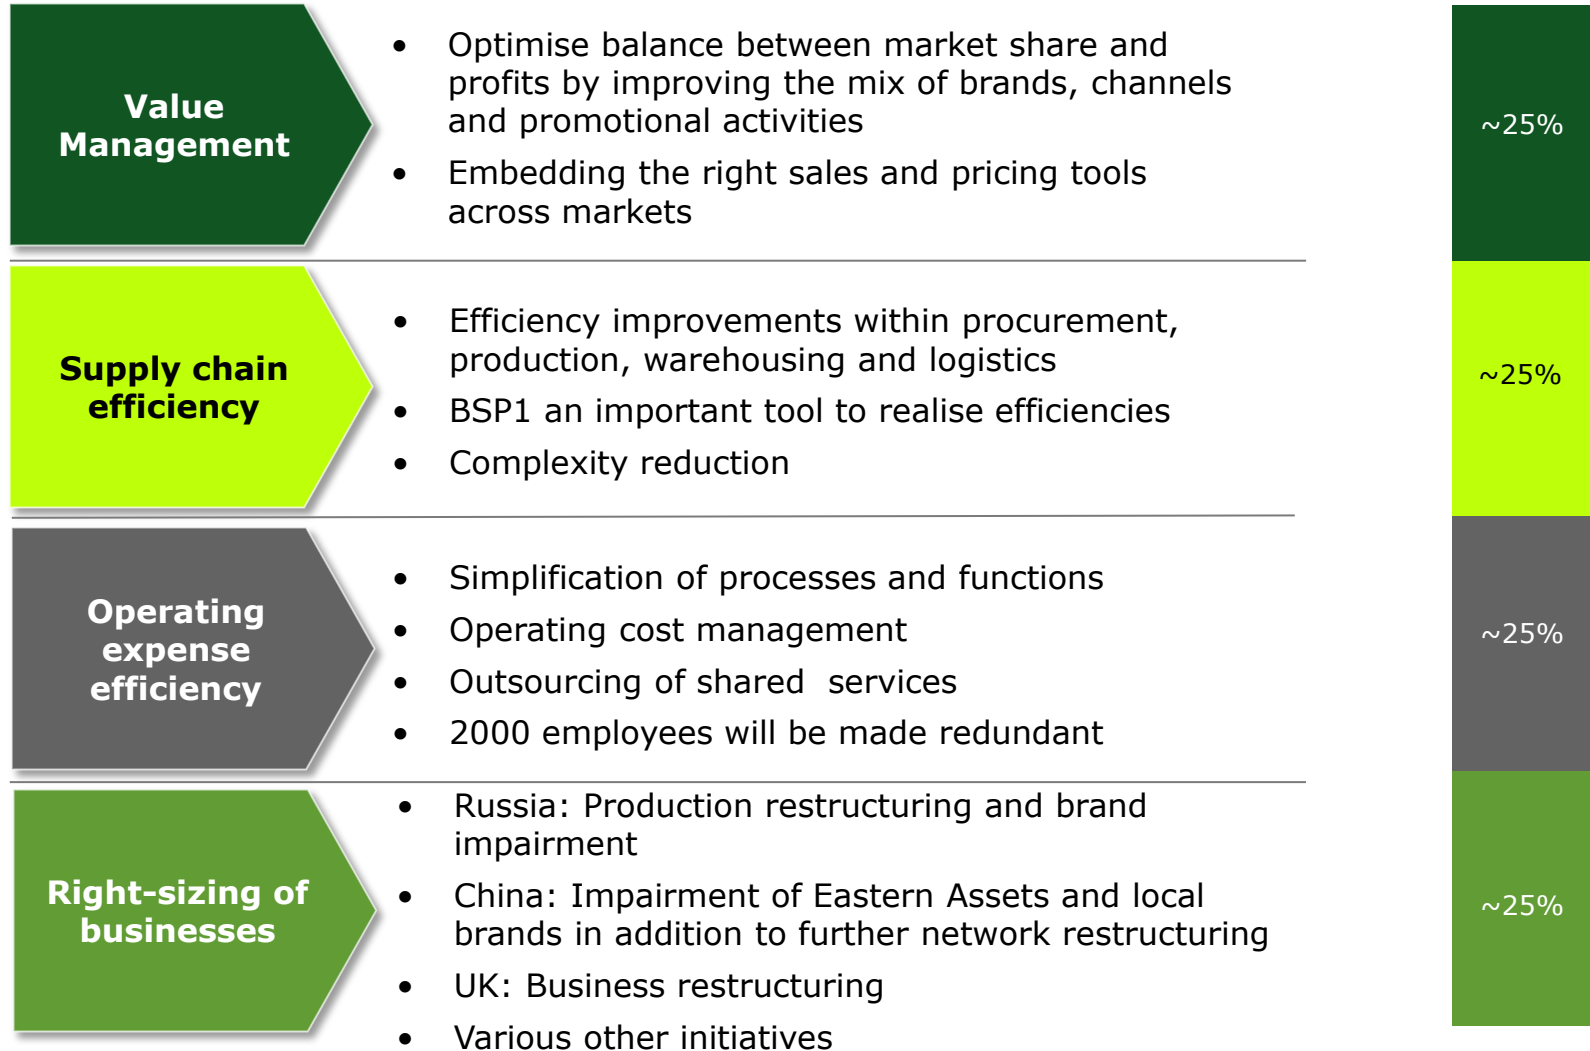 Value
Management
• Optimise balance between market share and
profits by improving the mix of brands, channels
and promotional activities
• Embedding the right sales and pricing tools
across markets
~25%
Supply chain
efficiency
• Efficiency improvements within procurement,
production, warehousing and logistics
• BSP1 an important tool to realise efficiencies
• Complexity reduction
~25%
Operating
expense
efficiency
• Simplification of processes and functions
• Operating cost management
• Outsourcing of shared  services
• 2000 employees will be made redundant
~25%
Right-sizing of
businesses
• Russia: Production restructuring and brand
impairment
• China: Impairment of Eastern Assets and local
brands in addition to further network restructuring
• UK: Business restructuring
• Various other initiatives
~25%